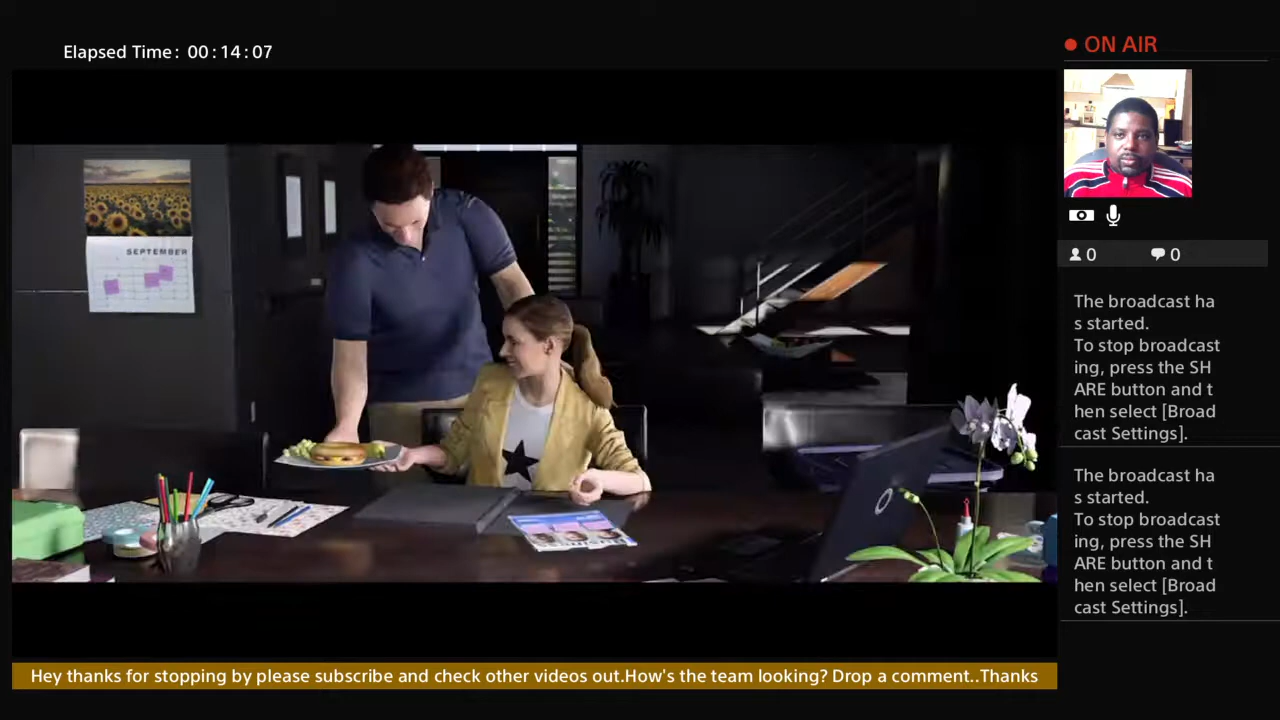 Elapsed Time: 00:14:07
ON AIR
SEPTEMBER
0
0
The broadcast ha
s started.
To stop broadcast
ing, press the SH
ARE button and t
hen select [Broad
cast Settings].
The broadcast ha
s started.
To stop broadcast
ing, press the SH
ARE button and t
hen select [Broad
cast Settings].
Hey thanks for stopping by please subscribe and check other videos out.How's the team looking? Drop a comment..Thanks